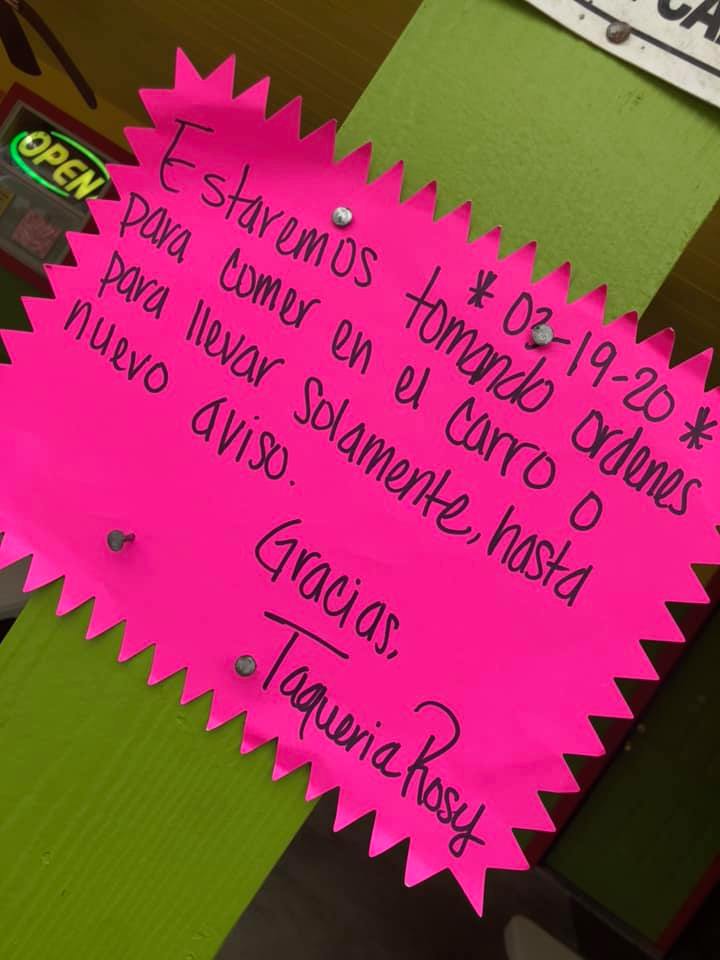 OPEN
* 03-19-20 *
Estaremos tomando ordenes
para comer en el carro o
para llevar solamente, hasta
nuevo aviso.
Gracias,
Taqueria Rosy